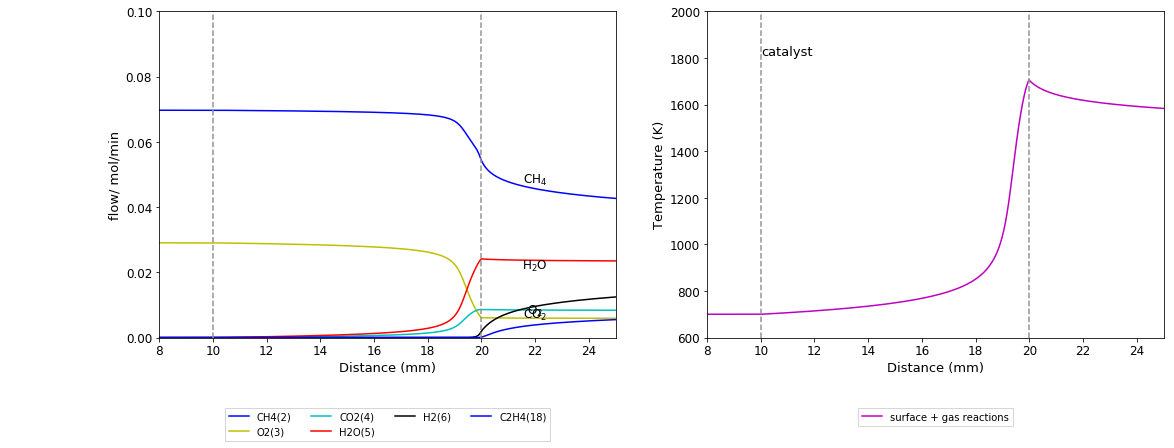 0.10
0.08
0.06
0.04
0.02
0.00
flow/ mol/min
CH₄
H₂O
CO₂
8 10 12 14 16 18 20 22 24
Distance (mm)
CH4(2) CO2(4) H2(6) C2H4(18)
O2(3) H2O(5)
2000
1800
1600
1400
1200
1000
800
600
Temperature (K)
catalyst
8 10 12 14 16 18 20 22 24
Distance (mm)
surface + gas reactions